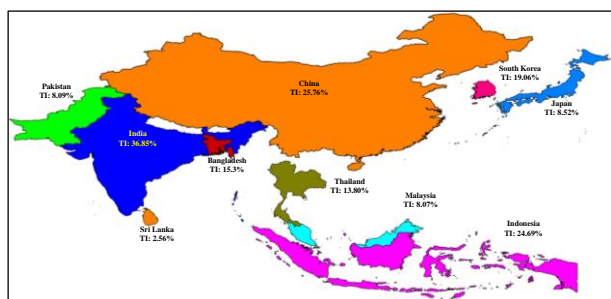 China
TI: 25.76%
South Korea
TI: 19.06%
Pakistan
TI: 8.09%
Japan
TI: 8.52%
India
TI: 36.85%
Bangladesh
TI: 15.3%
Thailand
TI: 13.80%
Malaysia
TI: 8.07%
Indonesia
TI: 24.69%
Sri Lanka
TI: 2.56%